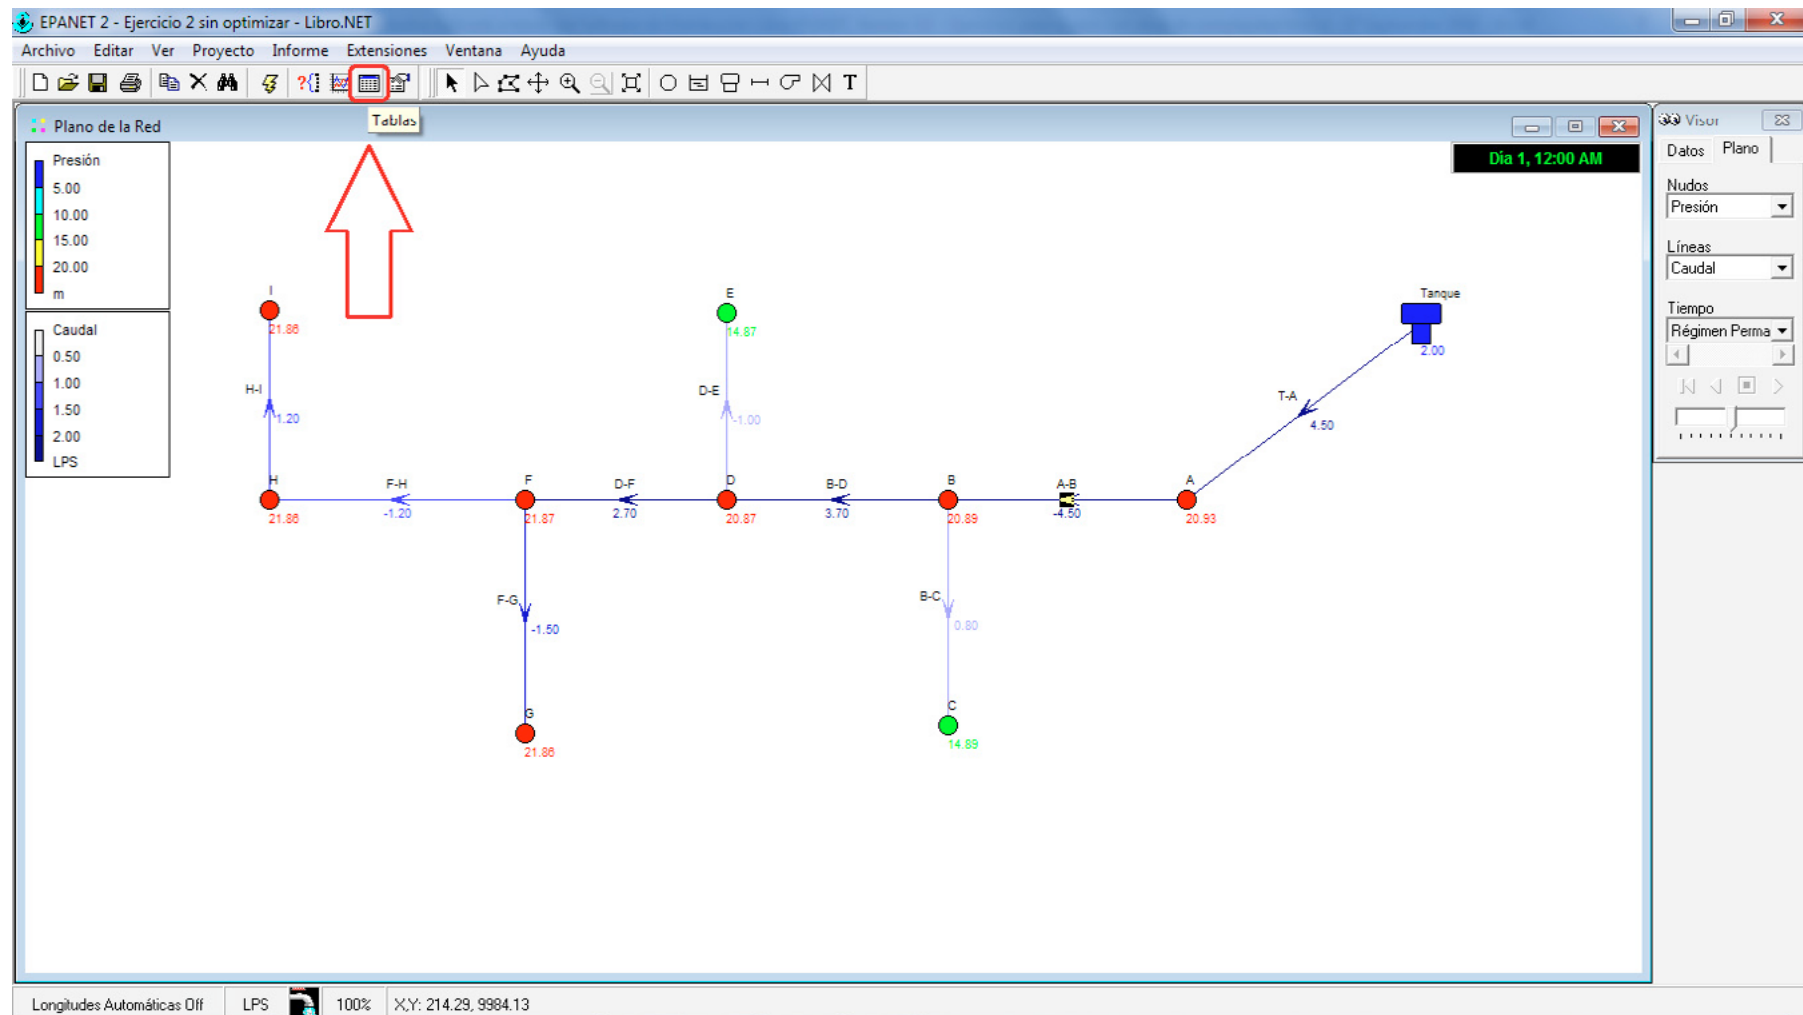 EPANET 2 - Ejercicio 2 sin optimizar - Libro.NET
Archivo Editar Ver Proyecto Informe Extensiones Ventana Ayuda
T
Tablas
Plano de la Red
Día 1, 12:00 AM
Presión
5.00
10.00
15.00
20.00
m
Caudal
0.50
1.00
1.50
2.00
LPS
I
21.86
H-I
1.20
H
21.86
F-H
-1.20
F
21.87
F-G
-1.50
G
21.86
D-F
2.70
E
14.87
D-E
-1.00
D
20.87
B-D
3.70
B
20.89
B-C
0.80
C
14.89
A-B
-4.50
A
20.93
T-A
4.50
Tanque
2.00
Visor
Datos Plano
Nudos
Presión
Líneas
Caudal
Tiempo
Régimen Perma
Longitudes Automáticas Off LPS 100% X,Y: 214.29, 9984.13